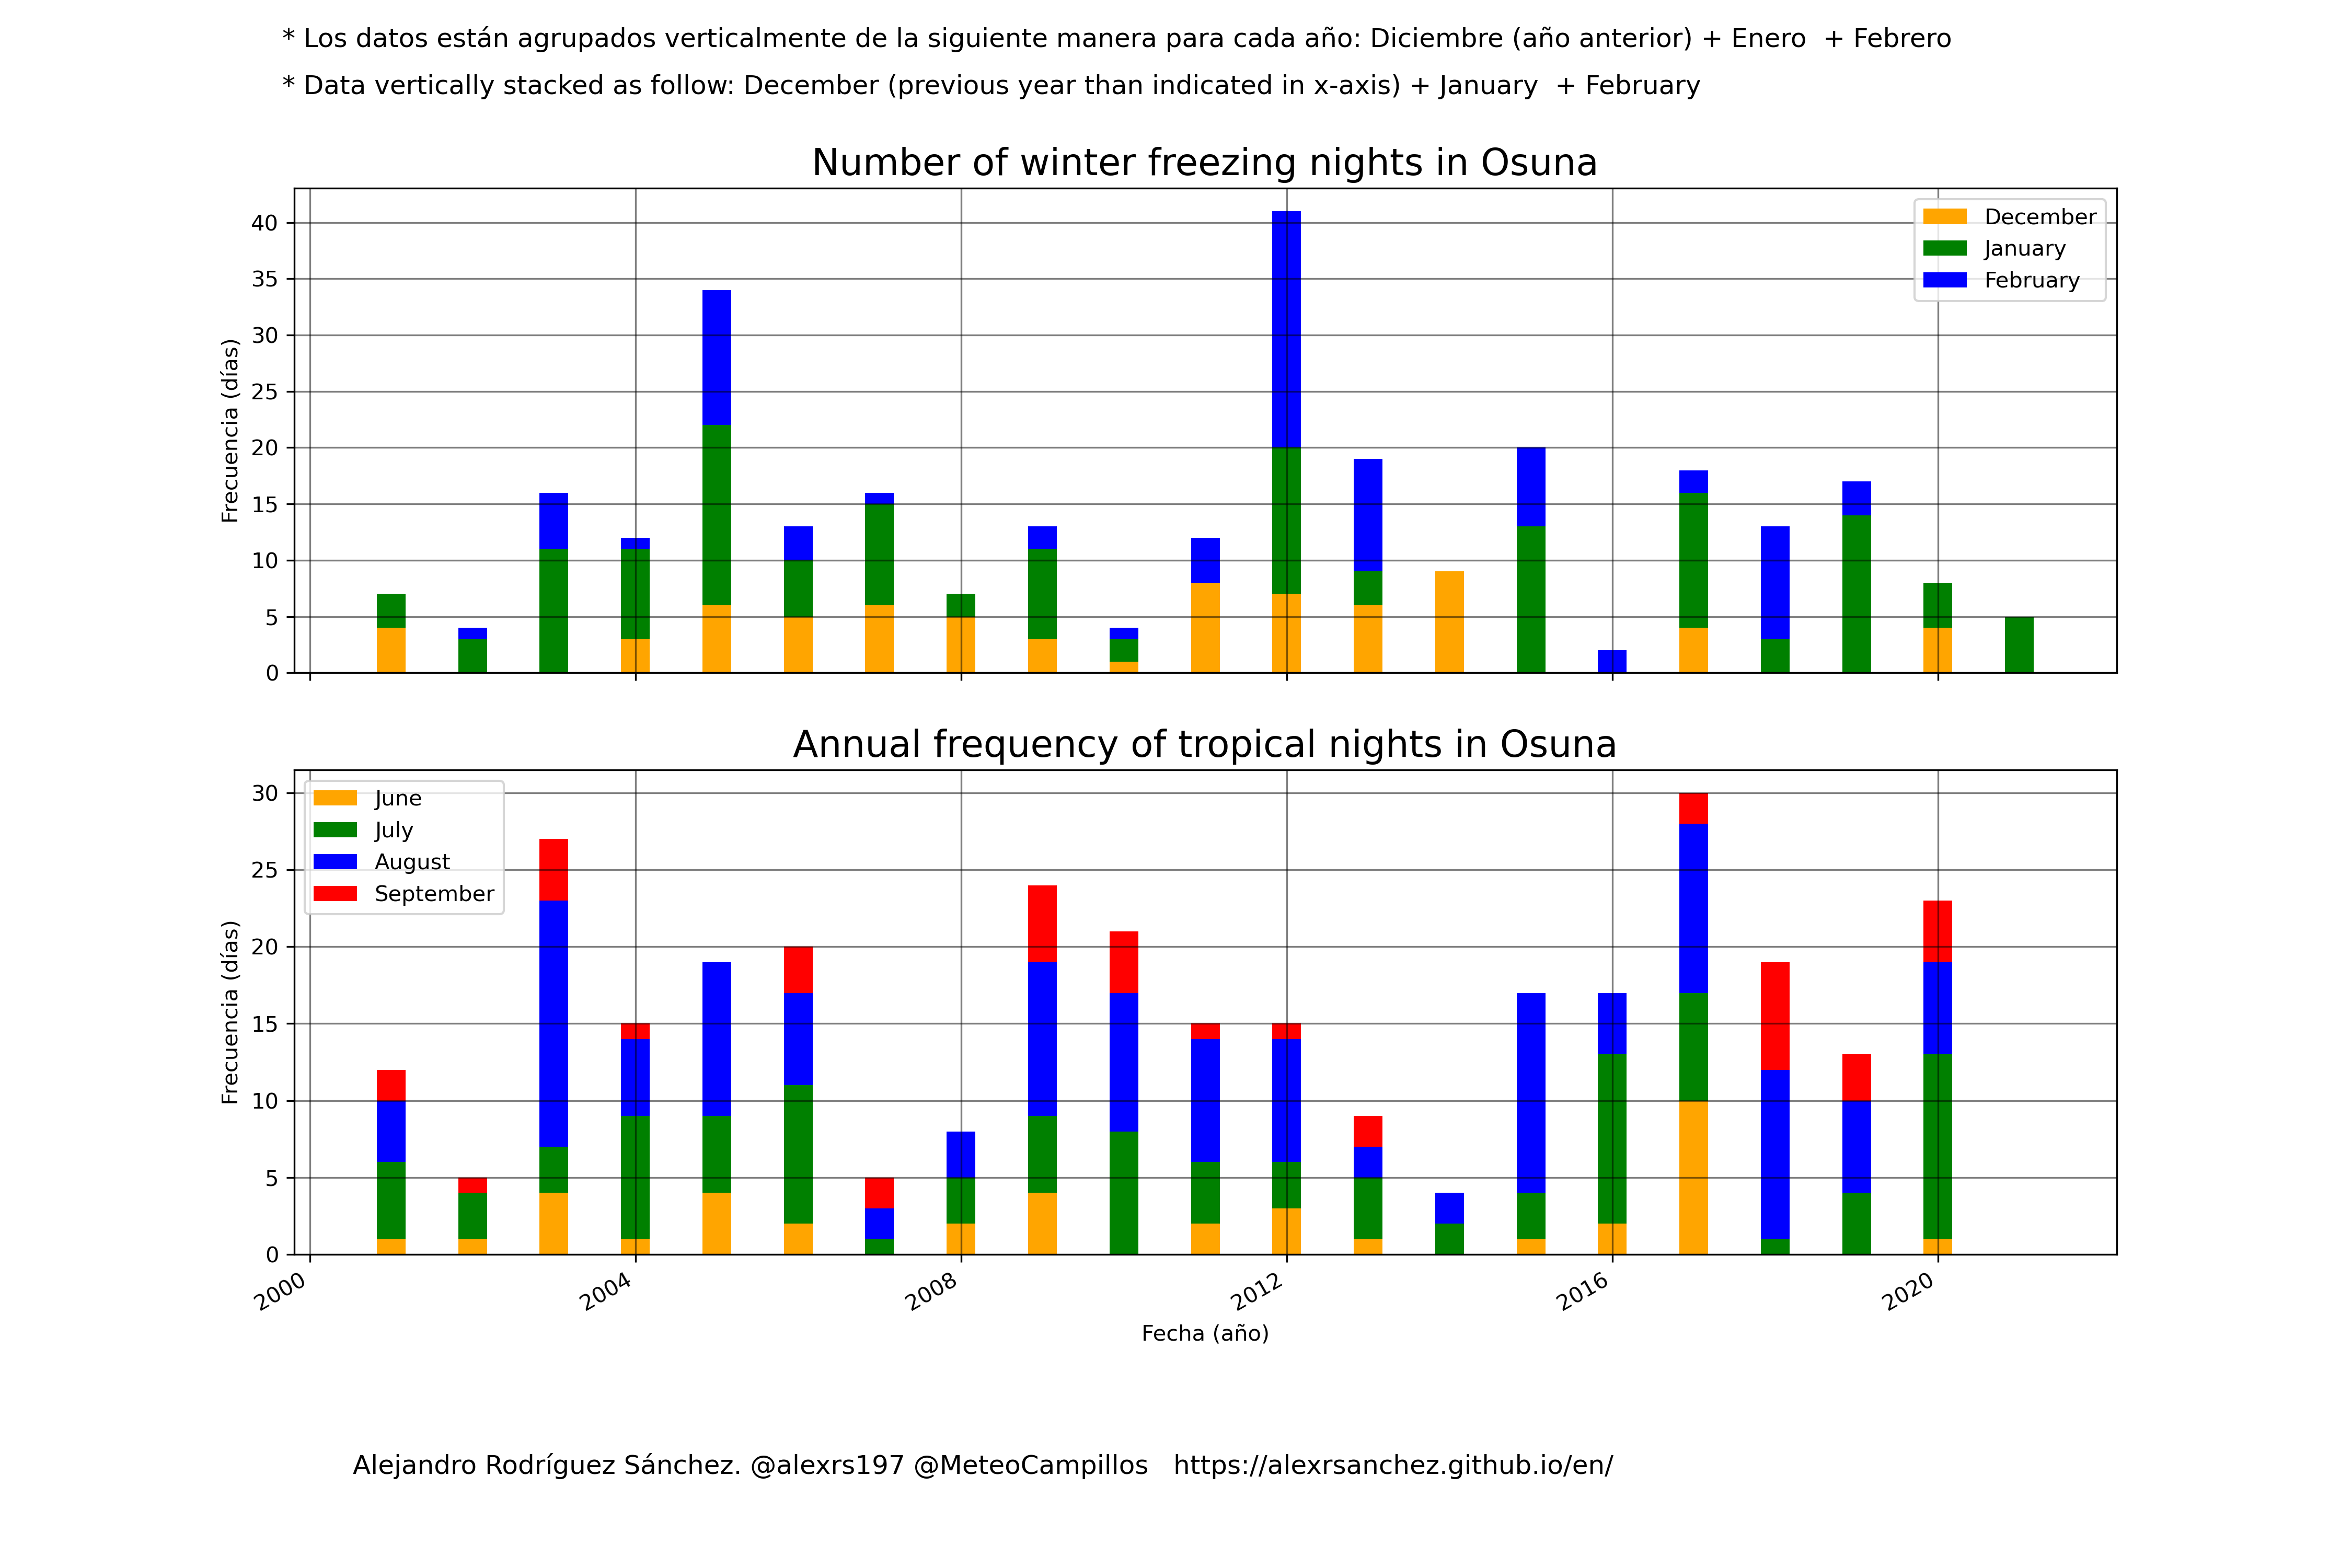 * Los datos están agrupados verticalmente de la siguiente manera para cada año: Diciembre (año anterior) + Enero  + Febrero
* Data vertically stacked as follow: December (previous year than indicated in x-axis) + January  + February
Number of winter freezing nights in Osuna
40
35
30
25
20
15
10
5
0
Frecuencia (días)
December
January
February
Annual frequency of tropical nights in Osuna
30
25
20
15
10
5
0
Frecuencia (días)
June
July
August
September
2000 2004 2008 2012 2016 2020
Fecha (año)
Alejandro Rodríguez Sánchez. @alexrs197 @MeteoCampillos   https://alexrsanchez.github.io/en/